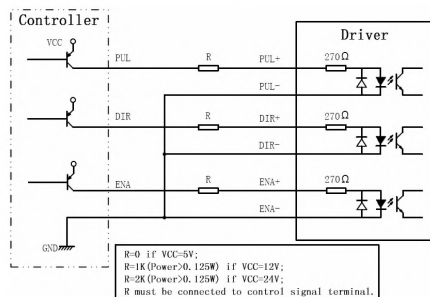 Controller
Driver
VCC
PUL
R
PUL+
270Ω
PUL-
DIR
R
DIR+
270Ω
DIR-
ENA
R
ENA+
270Ω
ENA-
GND
R=0 if VCC=5V;
R=1K(Power>0.125W) if VCC=12V;
R=2K(Power>0.125W) if VCC=24V;
R must be connected to control signal terminal.